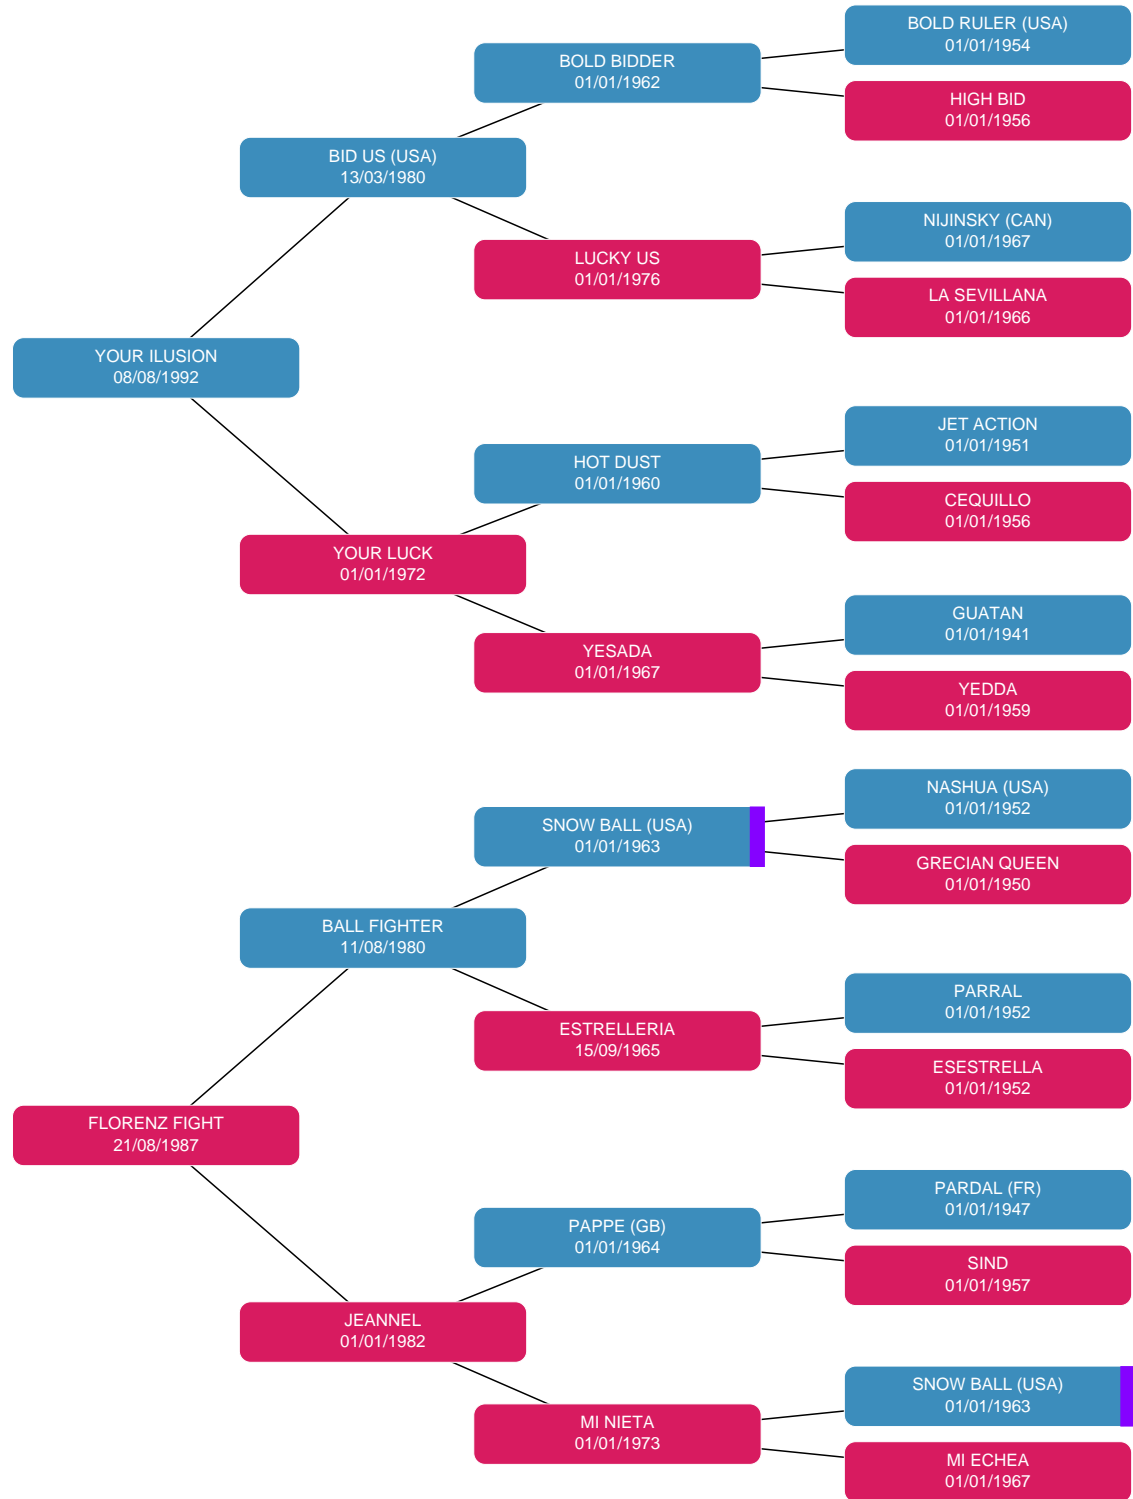 BOLD RULER (USA)
01/01/1954
BOLD BIDDER
01/01/1962
HIGH BID
01/01/1956
BID US (USA)
13/03/1980
NIJINSKY (CAN)
01/01/1967
LUCKY US
01/01/1976
LA SEVILLANA
01/01/1966
YOUR ILUSION
08/08/1992
JET ACTION
01/01/1951
HOT DUST
01/01/1960
CEQUILLO
01/01/1956
YOUR LUCK
01/01/1972
GUATAN
01/01/1941
YESADA
01/01/1967
YEDDA
01/01/1959
NASHUA (USA)
01/01/1952
SNOW BALL (USA)
01/01/1963
GRECIAN QUEEN
01/01/1950
BALL FIGHTER
11/08/1980
PARRAL
01/01/1952
ESTRELLERIA
15/09/1965
ESESTRELLA
01/01/1952
FLORENZ FIGHT
21/08/1987
PARDAL (FR)
01/01/1947
PAPPE (GB)
01/01/1964
SIND
01/01/1957
JEANNEL
01/01/1982
SNOW BALL (USA)
01/01/1963
MI NIETA
01/01/1973
MI ECHEA
01/01/1967